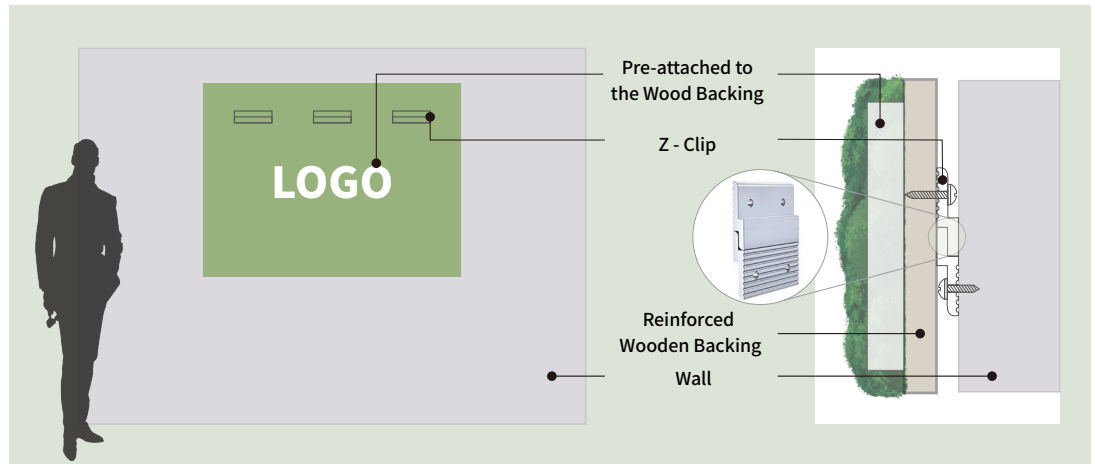 LOGO
Pre-attached to
the Wood Backing
Z - Clip
Reinforced
Wooden Backing
Wall